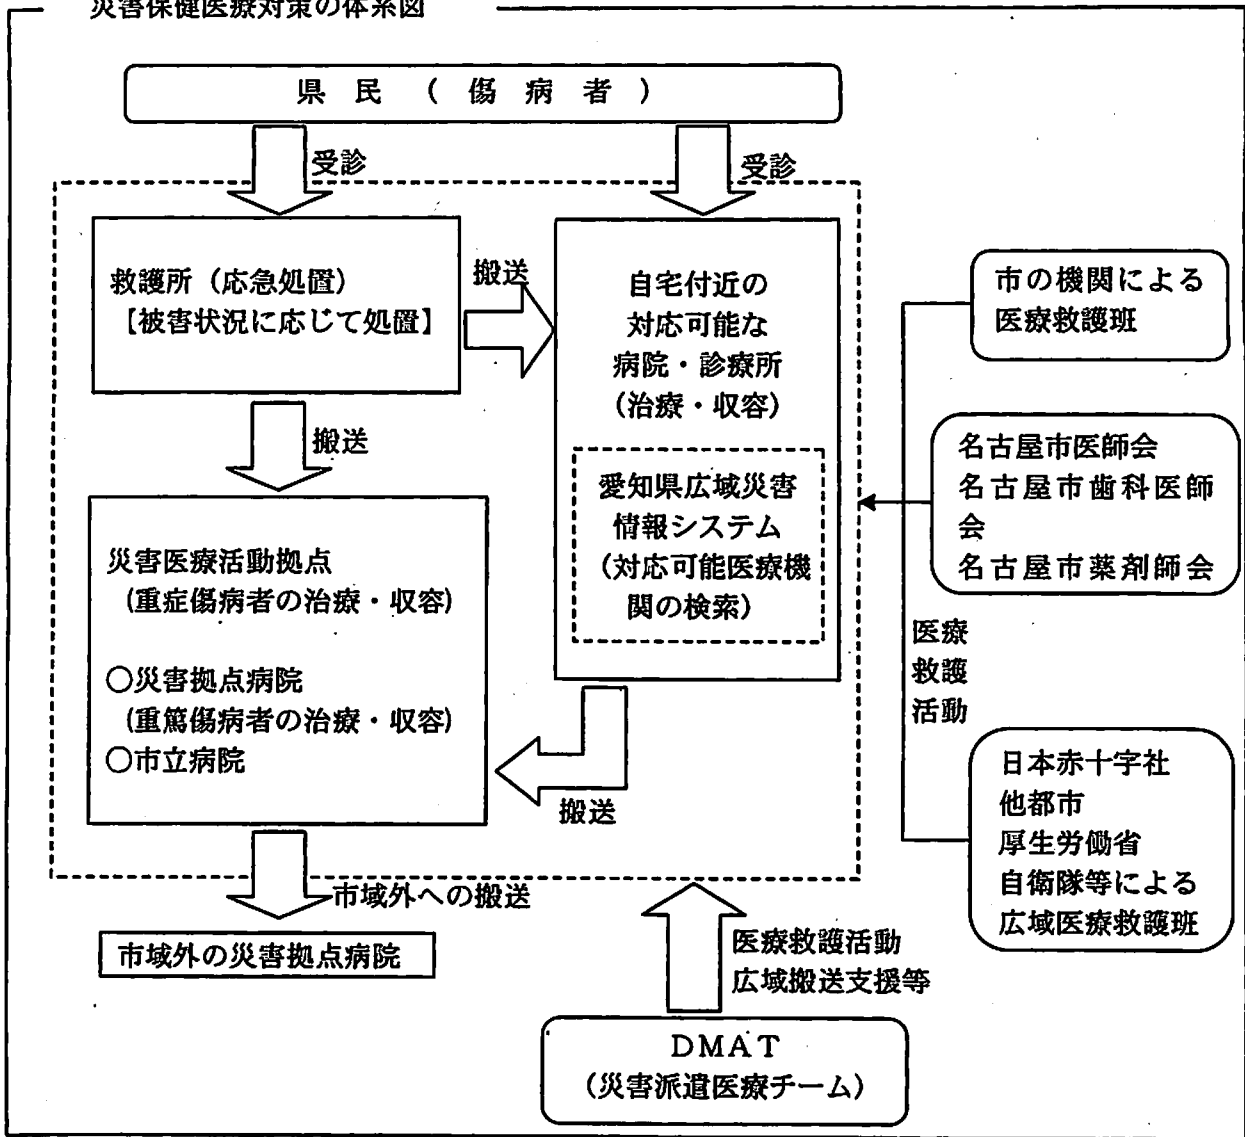 災害保健医療対策の体系図
県民(傷病者)
受診
受診
救護所(応急処置)
【被害状況に応じて処置】
搬送
自宅付近の
対応可能な
病院・診療所
(治療・収容)
愛知県広域災害
情報システム
(対応可能医療機
関の検索)
搬送
災害医療活動拠点
(重症傷病者の治療・収容)
○災害拠点病院
(重篤傷病者の治療・収容)
○市立病院
搬送
市域外への搬送
市域外の災害拠点病院
市の機関による
医療救護班
名古屋市医師会
名古屋市歯科医師
会
名古屋市薬剤師会
医療
救護
活動
日本赤十字社
他都市
厚生労働省
自衛隊等による
広域医療救護班
医療救護活動
広域搬送支援等
DMAT
(災害派遣医療チーム)